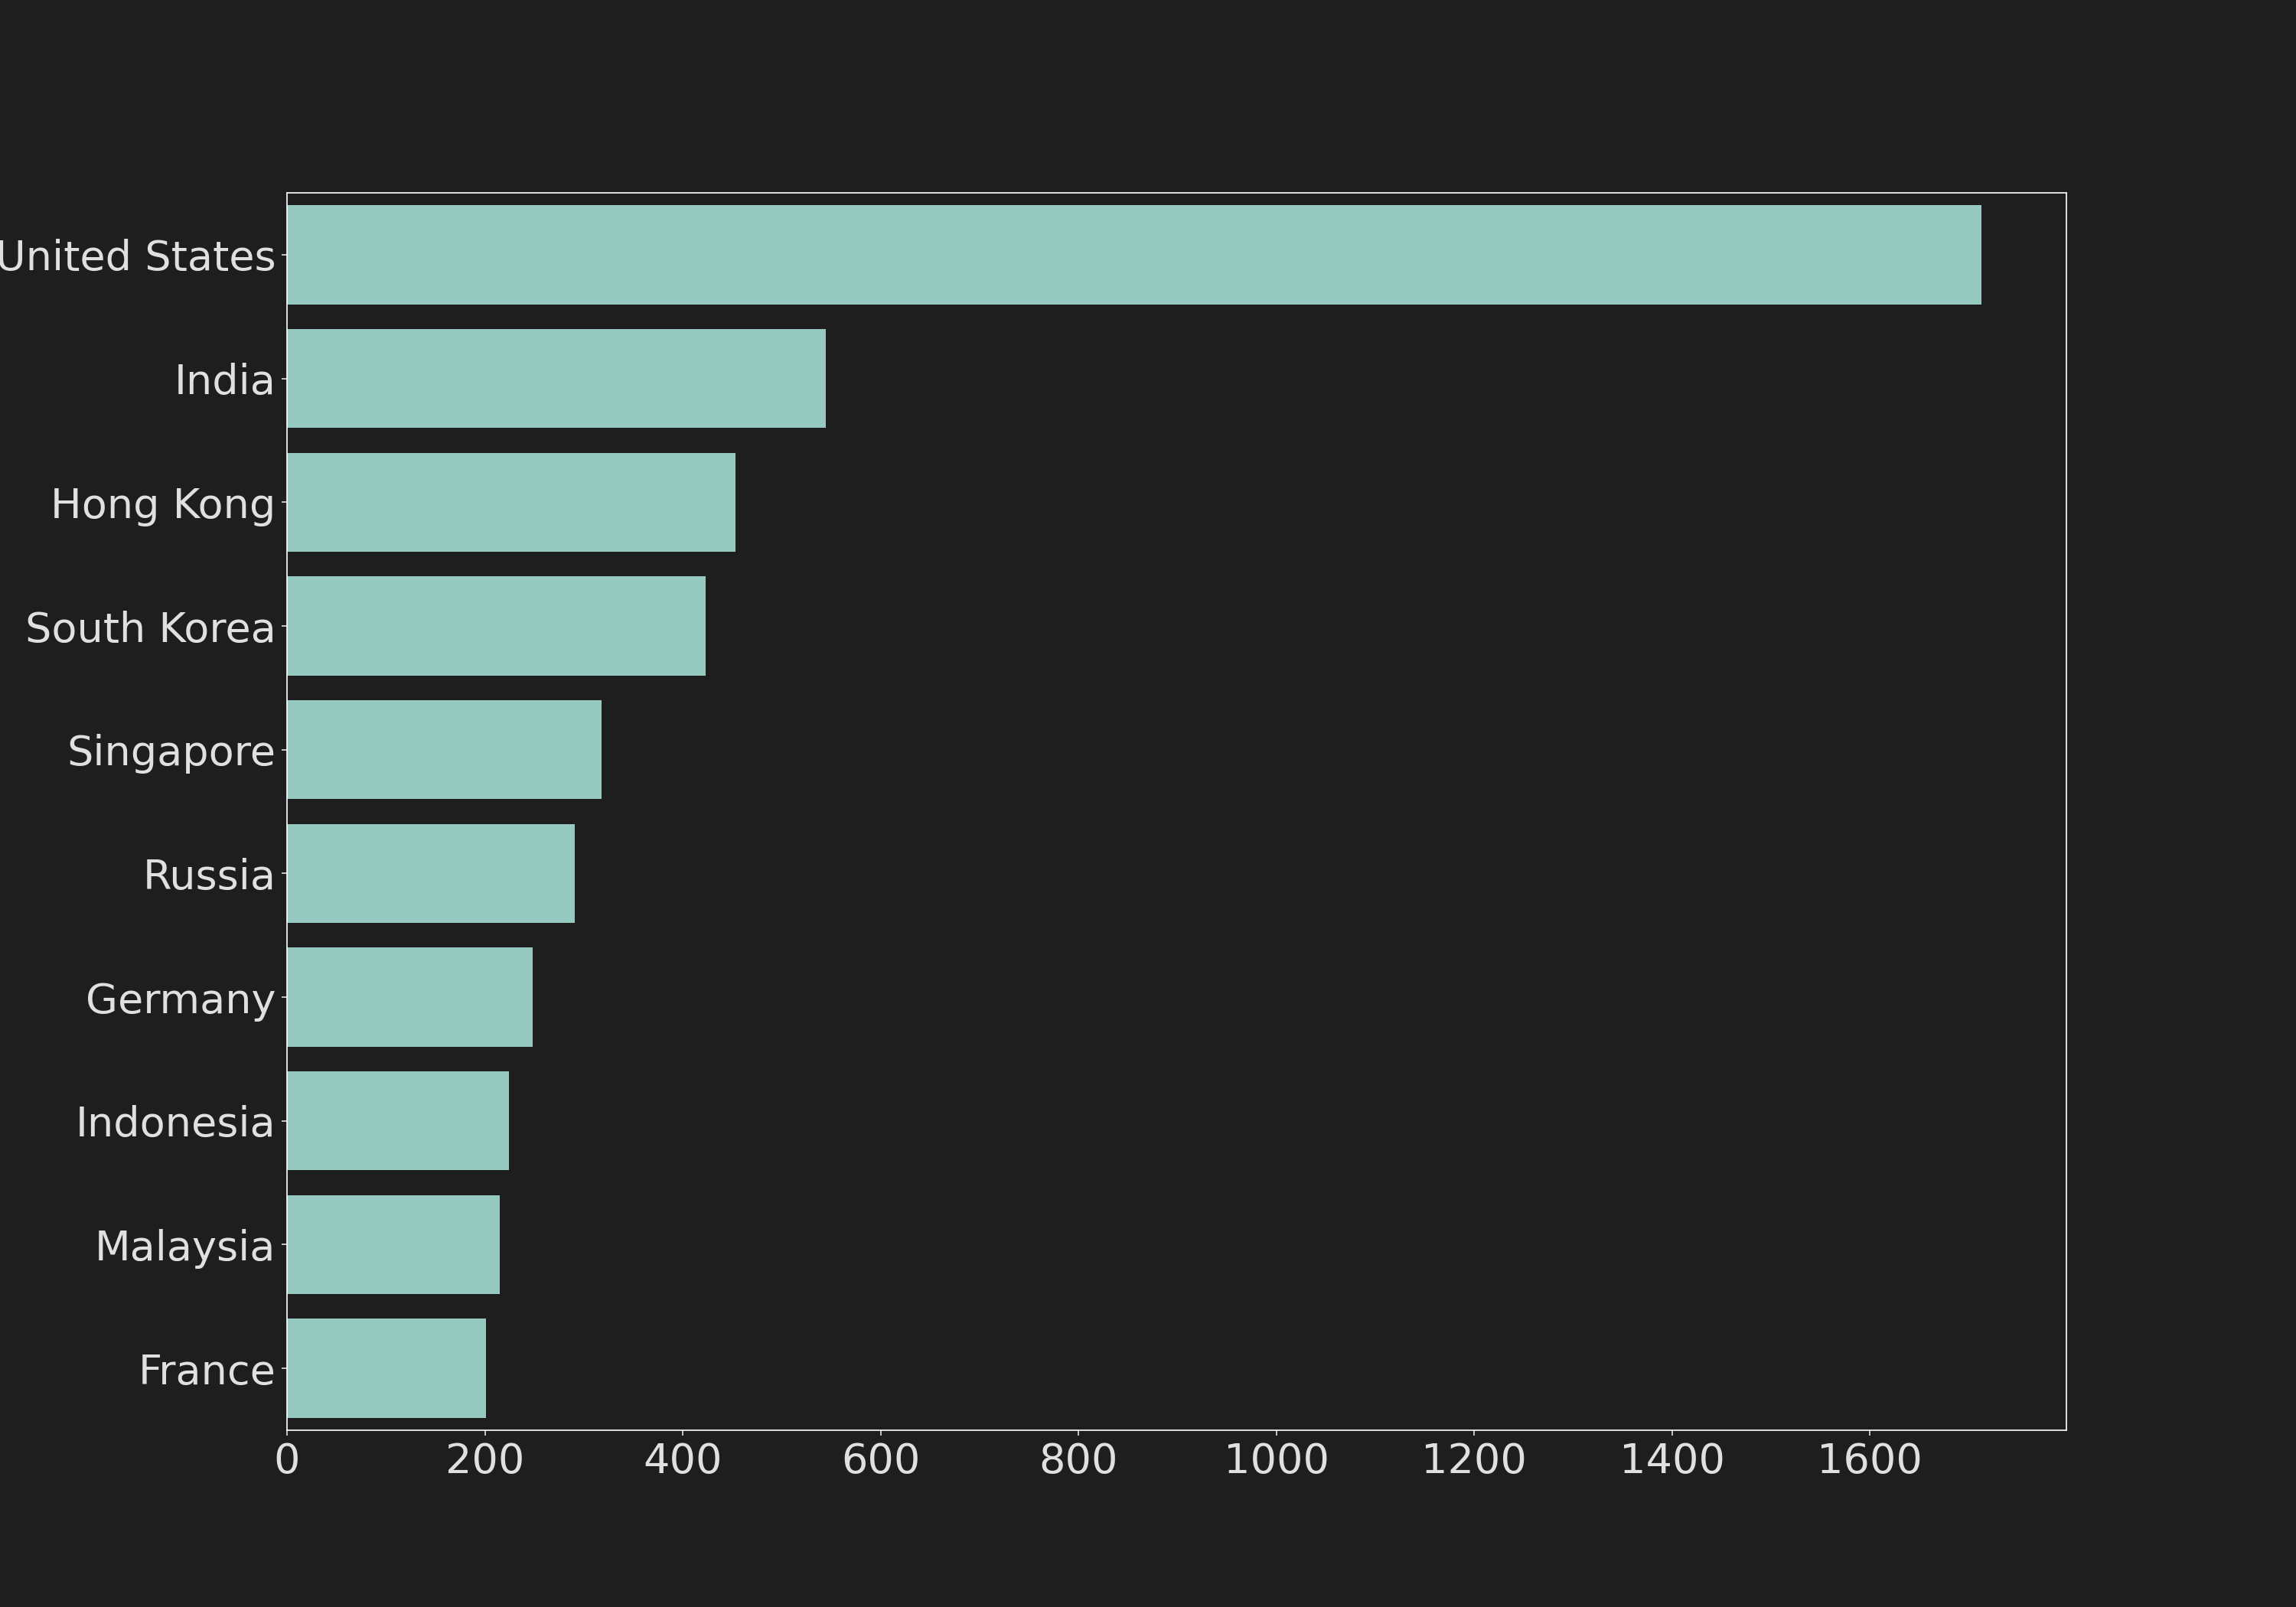 United States
India
Hong Kong
South Korea
Singapore
Russia
Germany
Indonesia
Malaysia
France
0 200 400 600 800 1000 1200 1400 1600